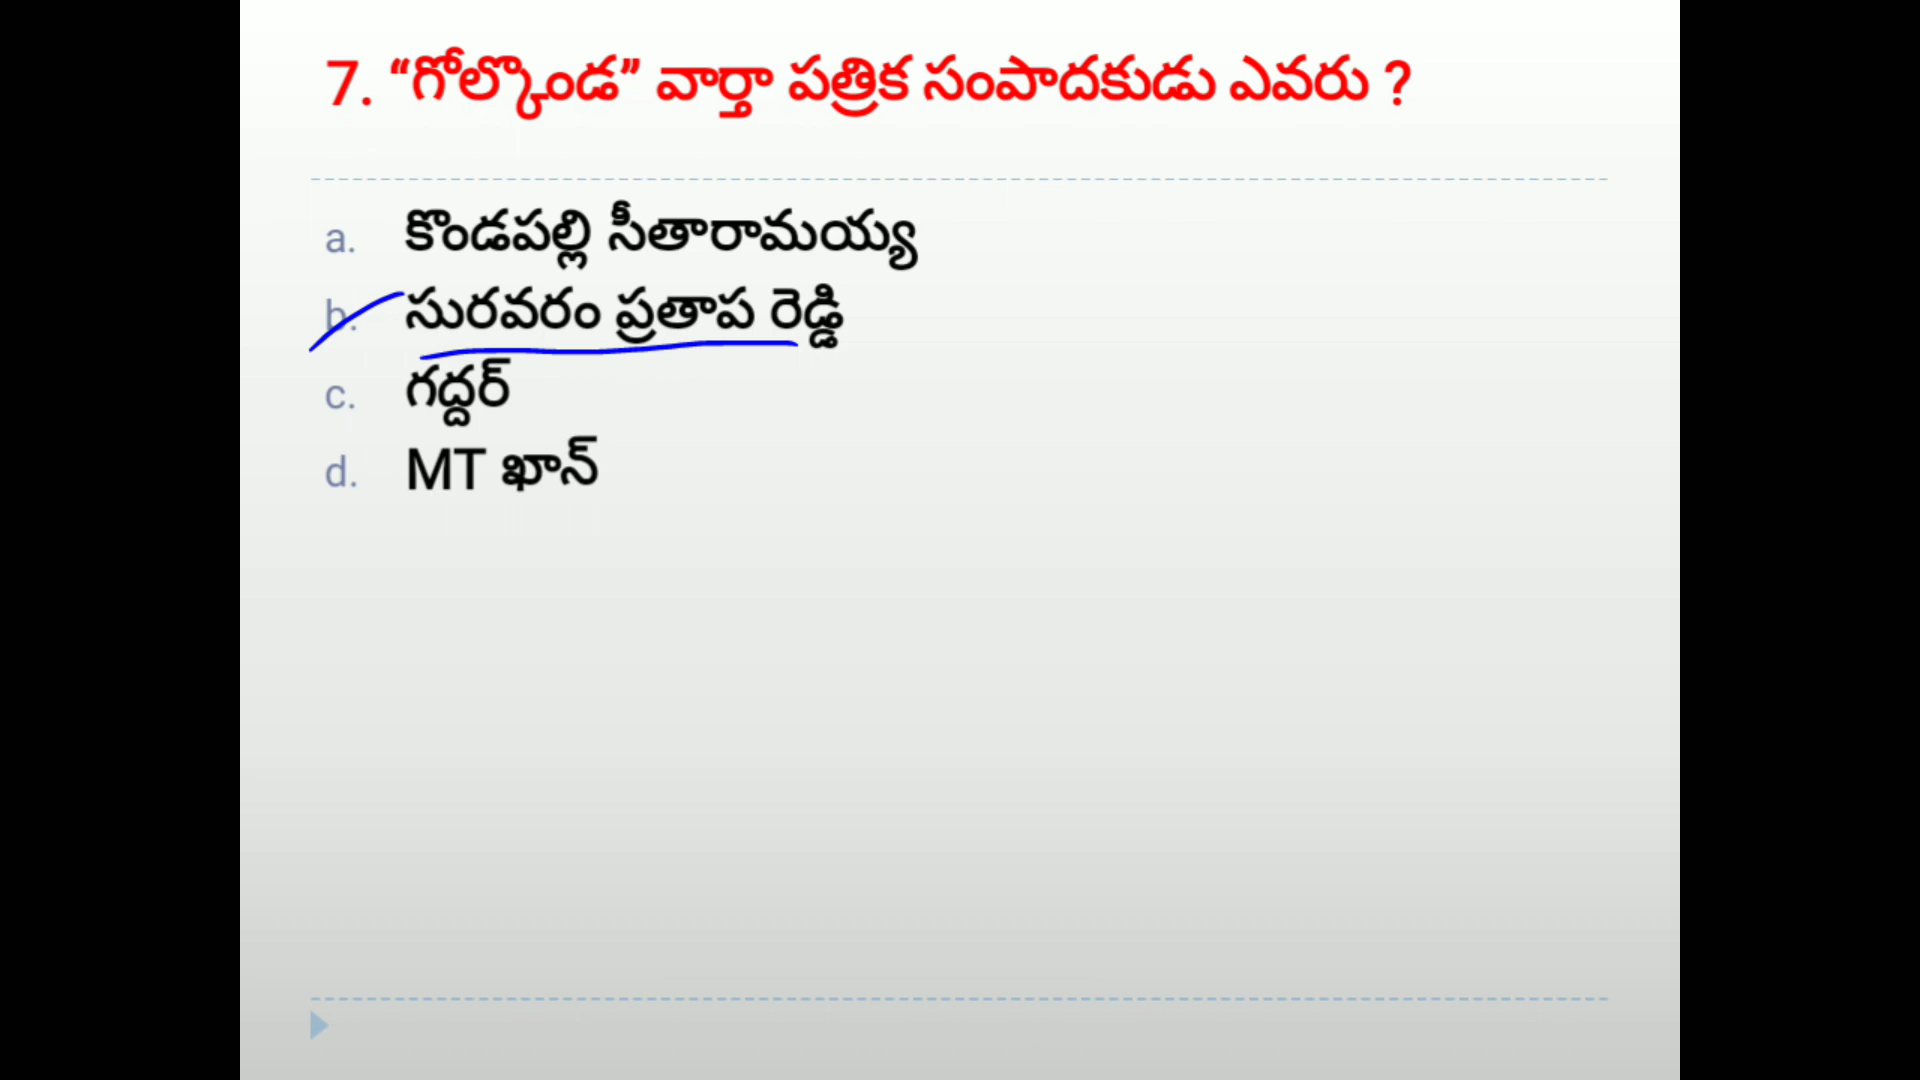 7. “గోల్కొండ” వార్తా పత్రిక సంపాదకుడు ఎవరు ?
a. కొండపల్లి సీతారామయ్య
b. సురవరం ప్రతాప రెడ్డి
c. గద్దర్
d. MT ఖాన్